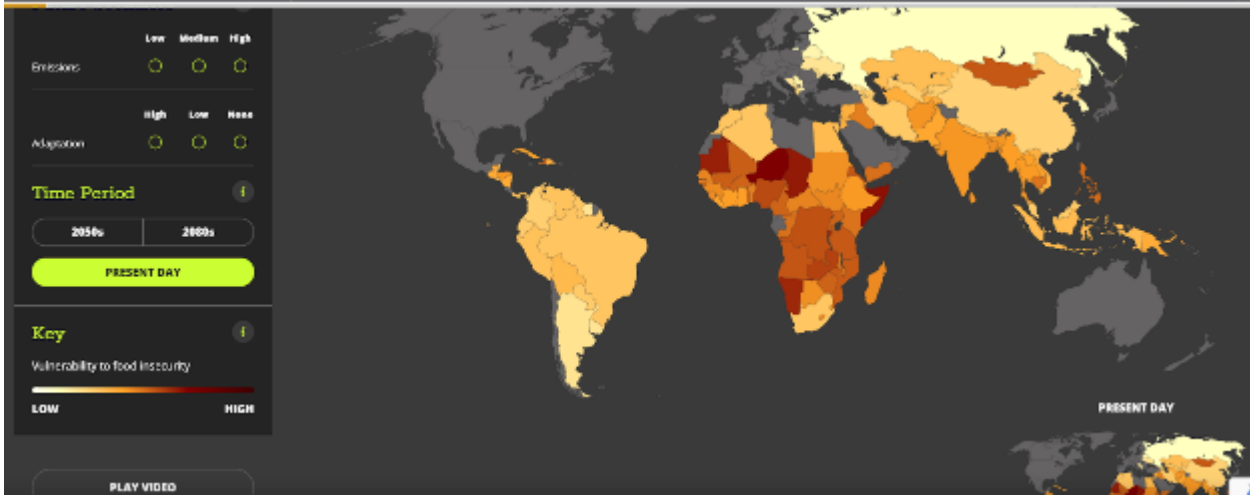 Low Medium High
Emissions
High Low None
Adaptation
Time Period
i
2050s
2080s
PRESENT DAY
Key
i
Vulnerability to food insecurity
LOW
HIGH
PLAY VIDEO
PRESENT DAY